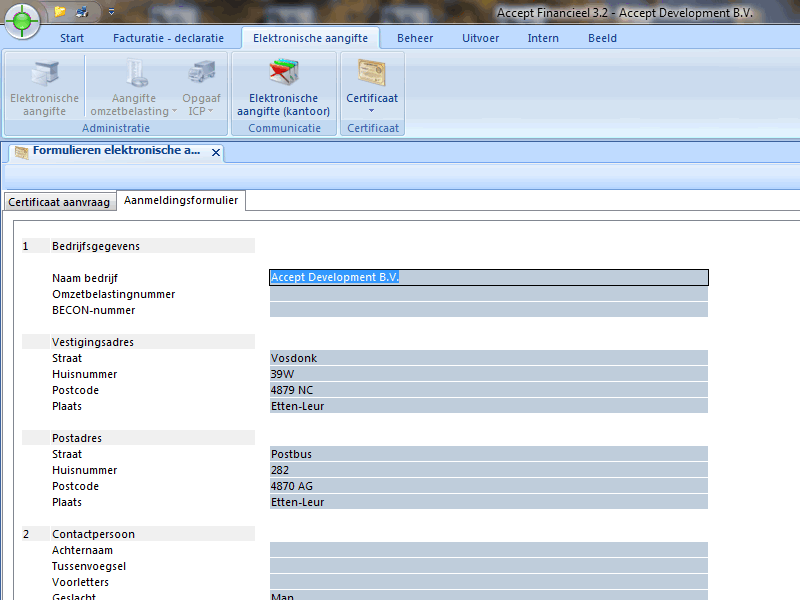 Accept Financieel 3.2 - Accept Development B.V.
Start Facturatie - declaratie Elektronische aangifte Beheer Uitvoer Intern Beeld
Elektronische aangifte
Aangifte omzetbelasting
Opgaaf ICP
Elektronische aangifte (kantoor)
Certificaat
Administratie Communicatie Certificaat
Formulieren elektronische a...
Certificaat aanvraag Aanmeldingsformulier
1 Bedrijfsgegevens
Naam bedrijf Accept Development B.V.
Omzetbelastingnummer
BECON-nummer
Vestigingsadres
Straat Vosdonk
Huisnummer 39W
Postcode 4879 NC
Plaats Etten-Leur
Postadres
Straat Postbus
Huisnummer 282
Postcode 4870 AG
Plaats Etten-Leur
2 Contactpersoon
Achternaam
Tussenvoegsel
Voorletters
Geslacht Man